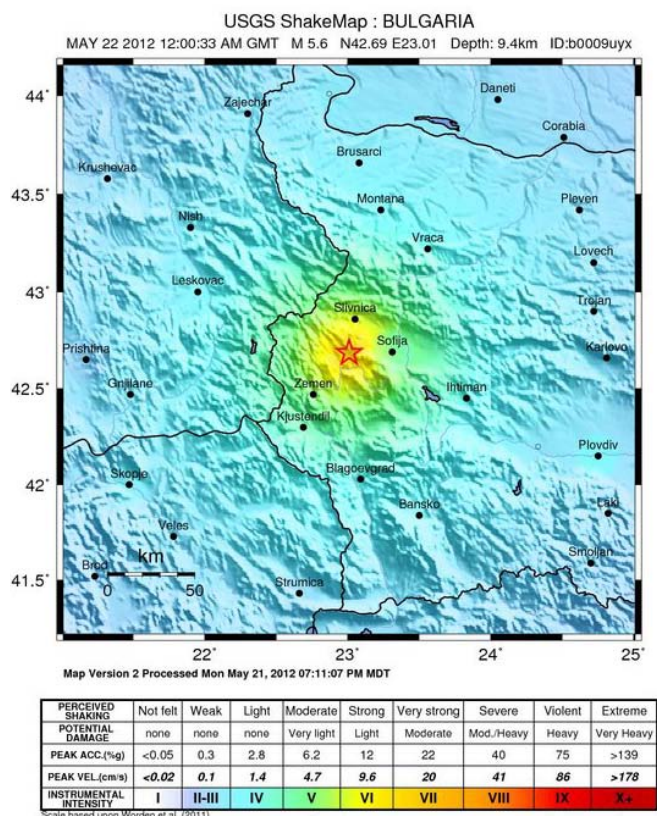 USGS ShakeMap : BULGARIA
MAY 22 2012 12:00:33 AM GMT M 5.6 N42.69 E23.01 Depth: 9.4km ID:b0009uyx
44°
Zajechar
Daneti
Corabia
Brusarci
Krushevac
43.5°
Montana
Pleven
Nish
Vraca
Lovech
Leskovac
43°
Slivnica
Trojan
Sofija
Prishtina
Karlovo
42.5°
Gnjilane
Zemen
Ihtiman
Kjustendil
Plovdiv
Blagoevgrad
Skopje
42°
Bansko
Laki
Veles
km
Smoljan
Brod
0 50
41.5°
Strumica
22° 23° 24° 25°
Map Version 2 Processed Mon May 21, 2012 07:11:07 PM MDT
PERCEIVED SHAKING Not felt Weak Light Moderate Strong Very strong Severe Violent Extreme
POTENTIAL DAMAGE none none none Very light Light Moderate Mod./Heavy Heavy Very Heavy
PEAK ACC.(%g) <0.05 0.3 2.8 6.2 12 22 40 75 >139
PEAK VEL.(cm/s) <0.02 0.1 1.4 4.7 9.6 20 41 86 >178
INSTRUMENTAL INTENSITY I II-III IV V VI VII VIII IX X+
Scale based upon Worden et al. (2011)